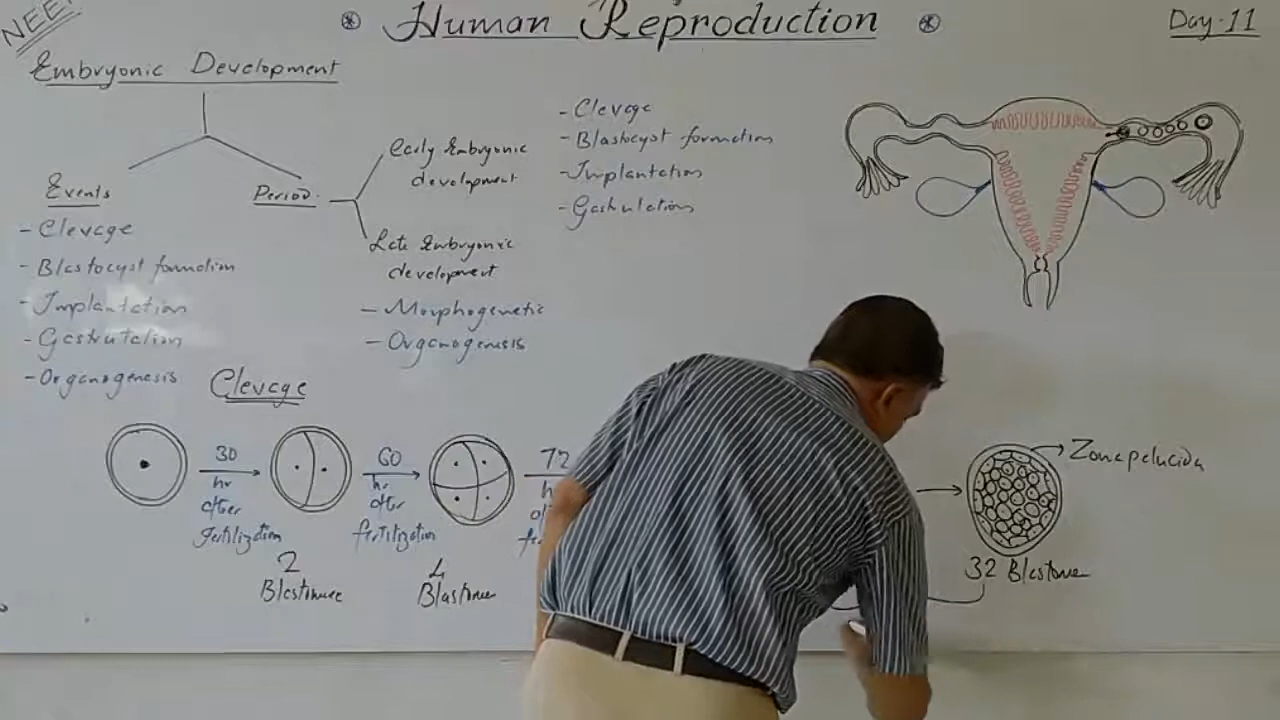 NEE
Human Reproduction
Day-11
Embryonic Development
Events
- Clevage
- Blastocyst formation
- Implantation
- Gastrulation
- Organogenesis
Period
Early Embryonic
development
Late Embryonic
development
- Morphogenetic
- Organogenesis
- Clevage
- Blastocyst formation
- Implantation
- Gastrulation
Clevage
30
hr
after
fertilization
2
Blastomere
60
hr
after
fertilization
4
Blastomere
72
h
Zonapelucida
32 Blastomere